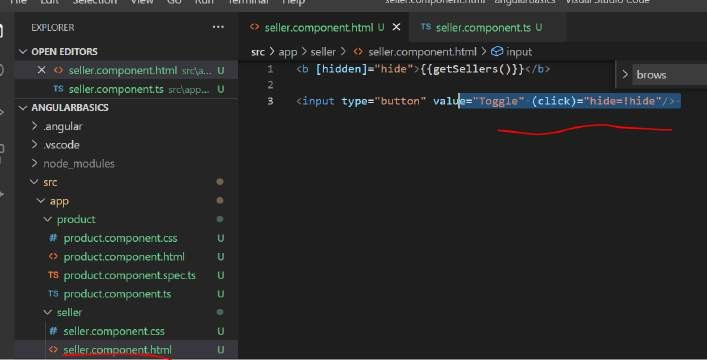 File Edit Selection View Go Run Terminal Help seller.component.html - angularbasics - Visual Studio Code
EXPLORER
OPEN EDITORS
seller.component.html src\a... U
seller.component.ts src\app... U
ANGULARBASICS
.angular
.vscode
node_modules
src
app
product
product.component.css U
product.component.html U
product.component.spec.ts U
product.component.ts U
seller
seller.component.css U
seller.component.html U
seller.component.html U
seller.component.ts U
src > app > seller > seller.component.html > input
1 <b [hidden]="hide">{{getSellers()}}</b>
2
3 <input type="button" value="Toggle" (click)="hide=!hide"/>
brows